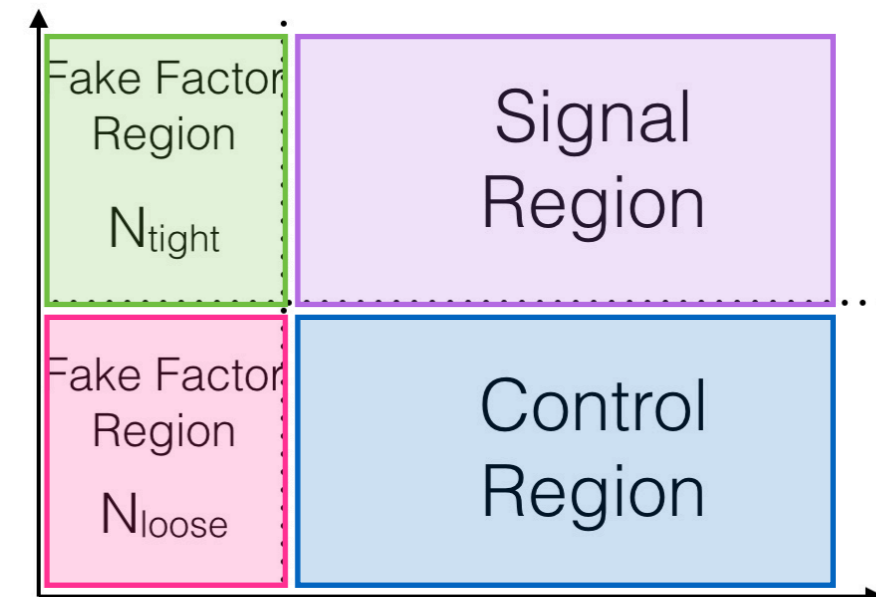 Fake Factor
Region
Ntight
Signal
Region
Fake Factor
Region
Nloose
Control
Region